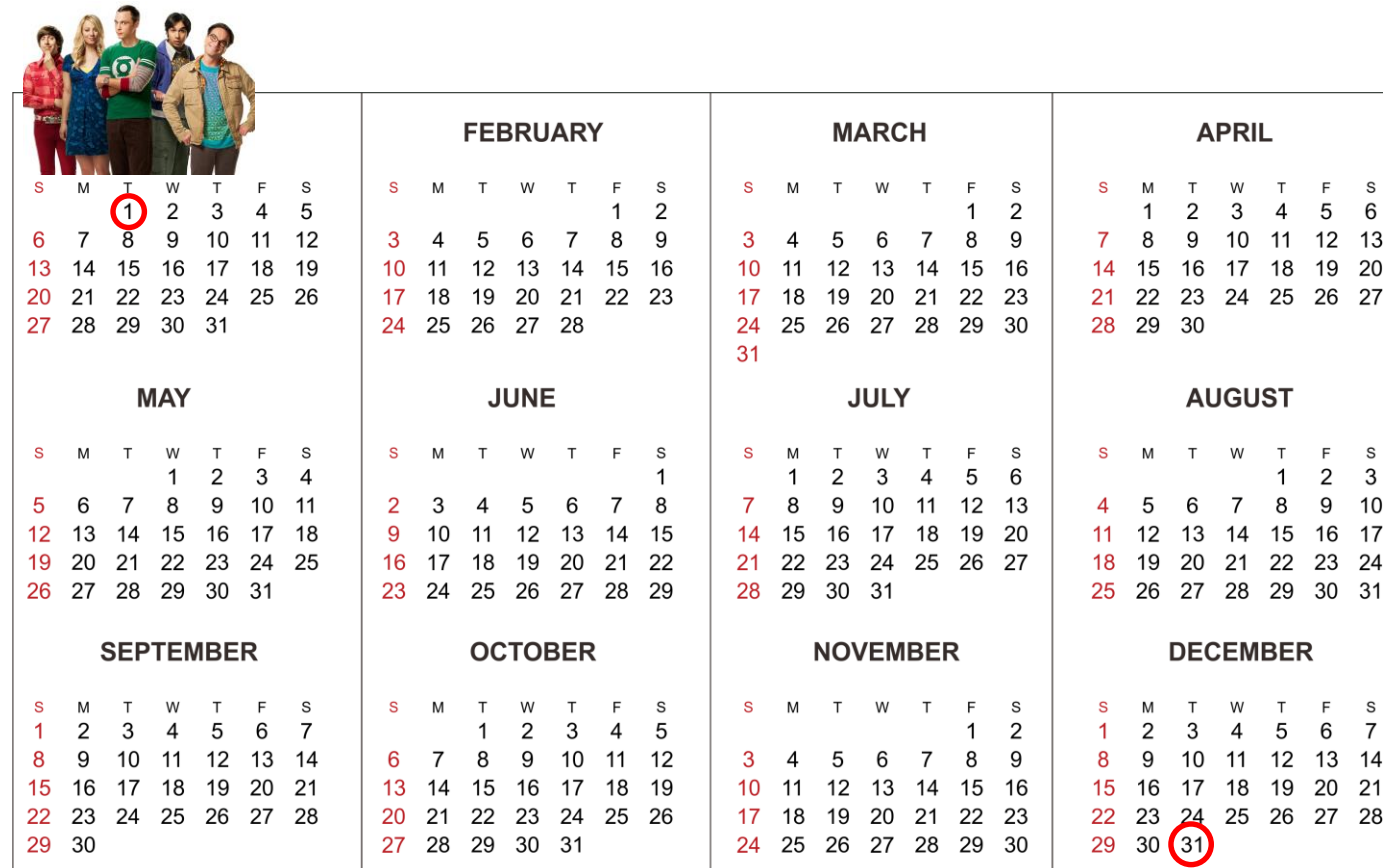 FEBRUARY MARCH APRIL
S M T W T F S S M T W T F S S M T W T F S S M T W T F S
1 2 3 4 5 1 2 1 2 1 2 3 4 5 6
6 7 8 9 10 11 12 3 4 5 6 7 8 9 3 4 5 6 7 8 9 7 8 9 10 11 12 13
13 14 15 16 17 18 19 10 11 12 13 14 15 16 10 11 12 13 14 15 16 14 15 16 17 18 19 20
20 21 22 23 24 25 26 17 18 19 20 21 22 23 17 18 19 20 21 22 23 21 22 23 24 25 26 27
27 28 29 30 31 24 25 26 27 28 24 25 26 27 28 29 30 28 29 30
31
MAY JUNE JULY AUGUST
S M T W T F S S M T W T F S S M T W T F S S M T W T F S
1 2 3 4 1 1 2 3 4 5 6 1 2 3
5 6 7 8 9 10 11 2 3 4 5 6 7 8 7 8 9 10 11 12 13 4 5 6 7 8 9 10
12 13 14 15 16 17 18 9 10 11 12 13 14 15 14 15 16 17 18 19 20 11 12 13 14 15 16 17
19 20 21 22 23 24 25 16 17 18 19 20 21 22 21 22 23 24 25 26 27 18 19 20 21 22 23 24
26 27 28 29 30 31 23 24 25 26 27 28 29 28 29 30 31 25 26 27 28 29 30 31
SEPTEMBER OCTOBER NOVEMBER DECEMBER
S M T W T F S S M T W T F S S M T W T F S S M T W T F S
1 2 3 4 5 6 7 1 2 3 4 5 1 2 1 2 3 4 5 6 7
8 9 10 11 12 13 14 6 7 8 9 10 11 12 3 4 5 6 7 8 9 8 9 10 11 12 13 14
15 16 17 18 19 20 21 13 14 15 16 17 18 19 10 11 12 13 14 15 16 15 16 17 18 19 20 21
22 23 24 25 26 27 28 20 21 22 23 24 25 26 17 18 19 20 21 22 23 22 23 24 25 26 27 28
29 30 27 28 29 30 31 24 25 26 27 28 29 30 29 30 31